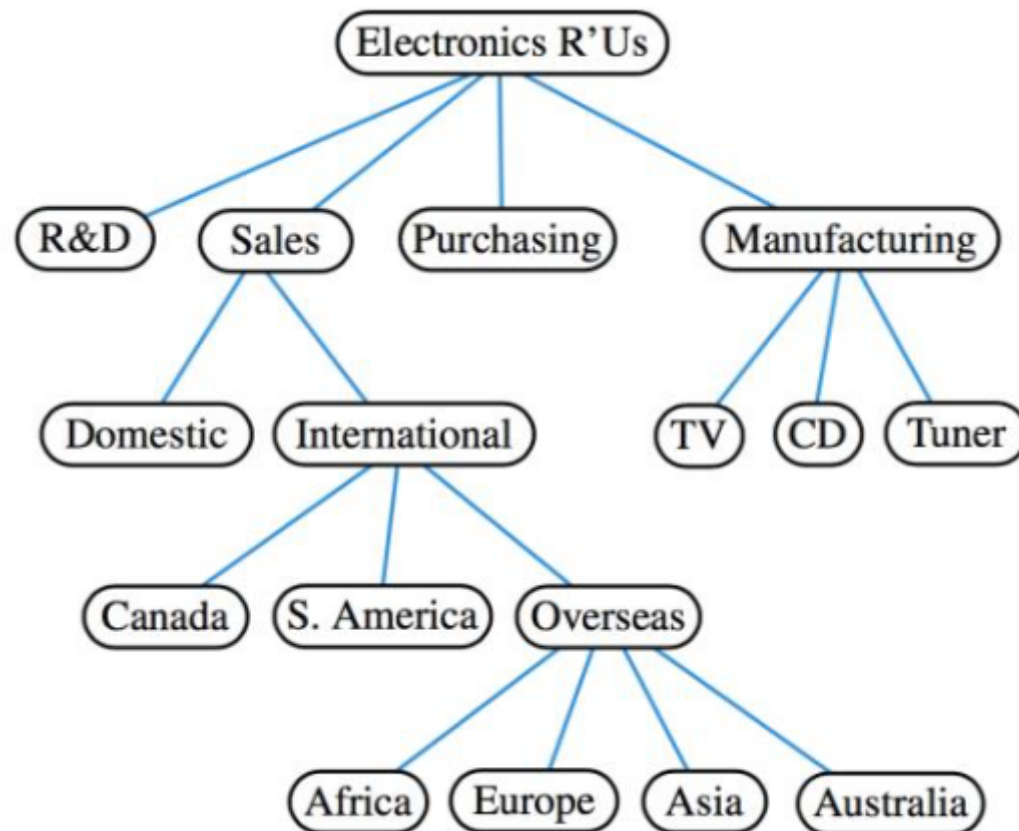 Electronics R'Us
R&D Sales Purchasing Manufacturing
Domestic International TV CD Tuner
Canada S. America Overseas
Africa Europe Asia Australia